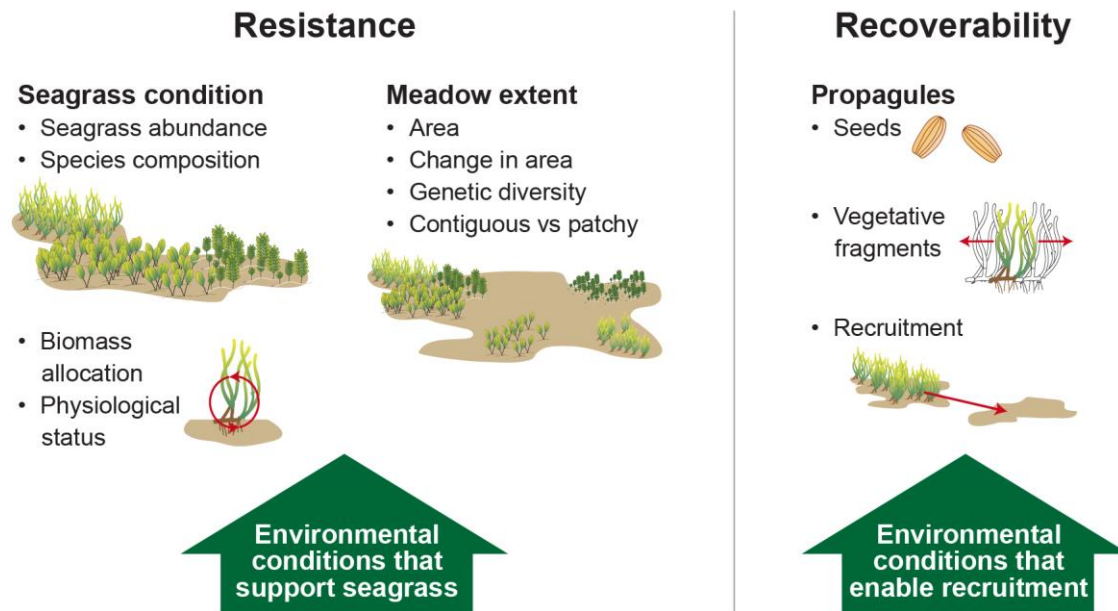 Resistance
Seagrass condition
• Seagrass abundance
• Species composition
• Biomass
allocation
• Physiological
status
Meadow extent
• Area
• Change in area
• Genetic diversity
• Contiguous vs patchy
Environmental
conditions that
support seagrass
Recoverability
Propagules
• Seeds
• Vegetative
fragments
• Recruitment
Environmental
conditions that
enable recruitment